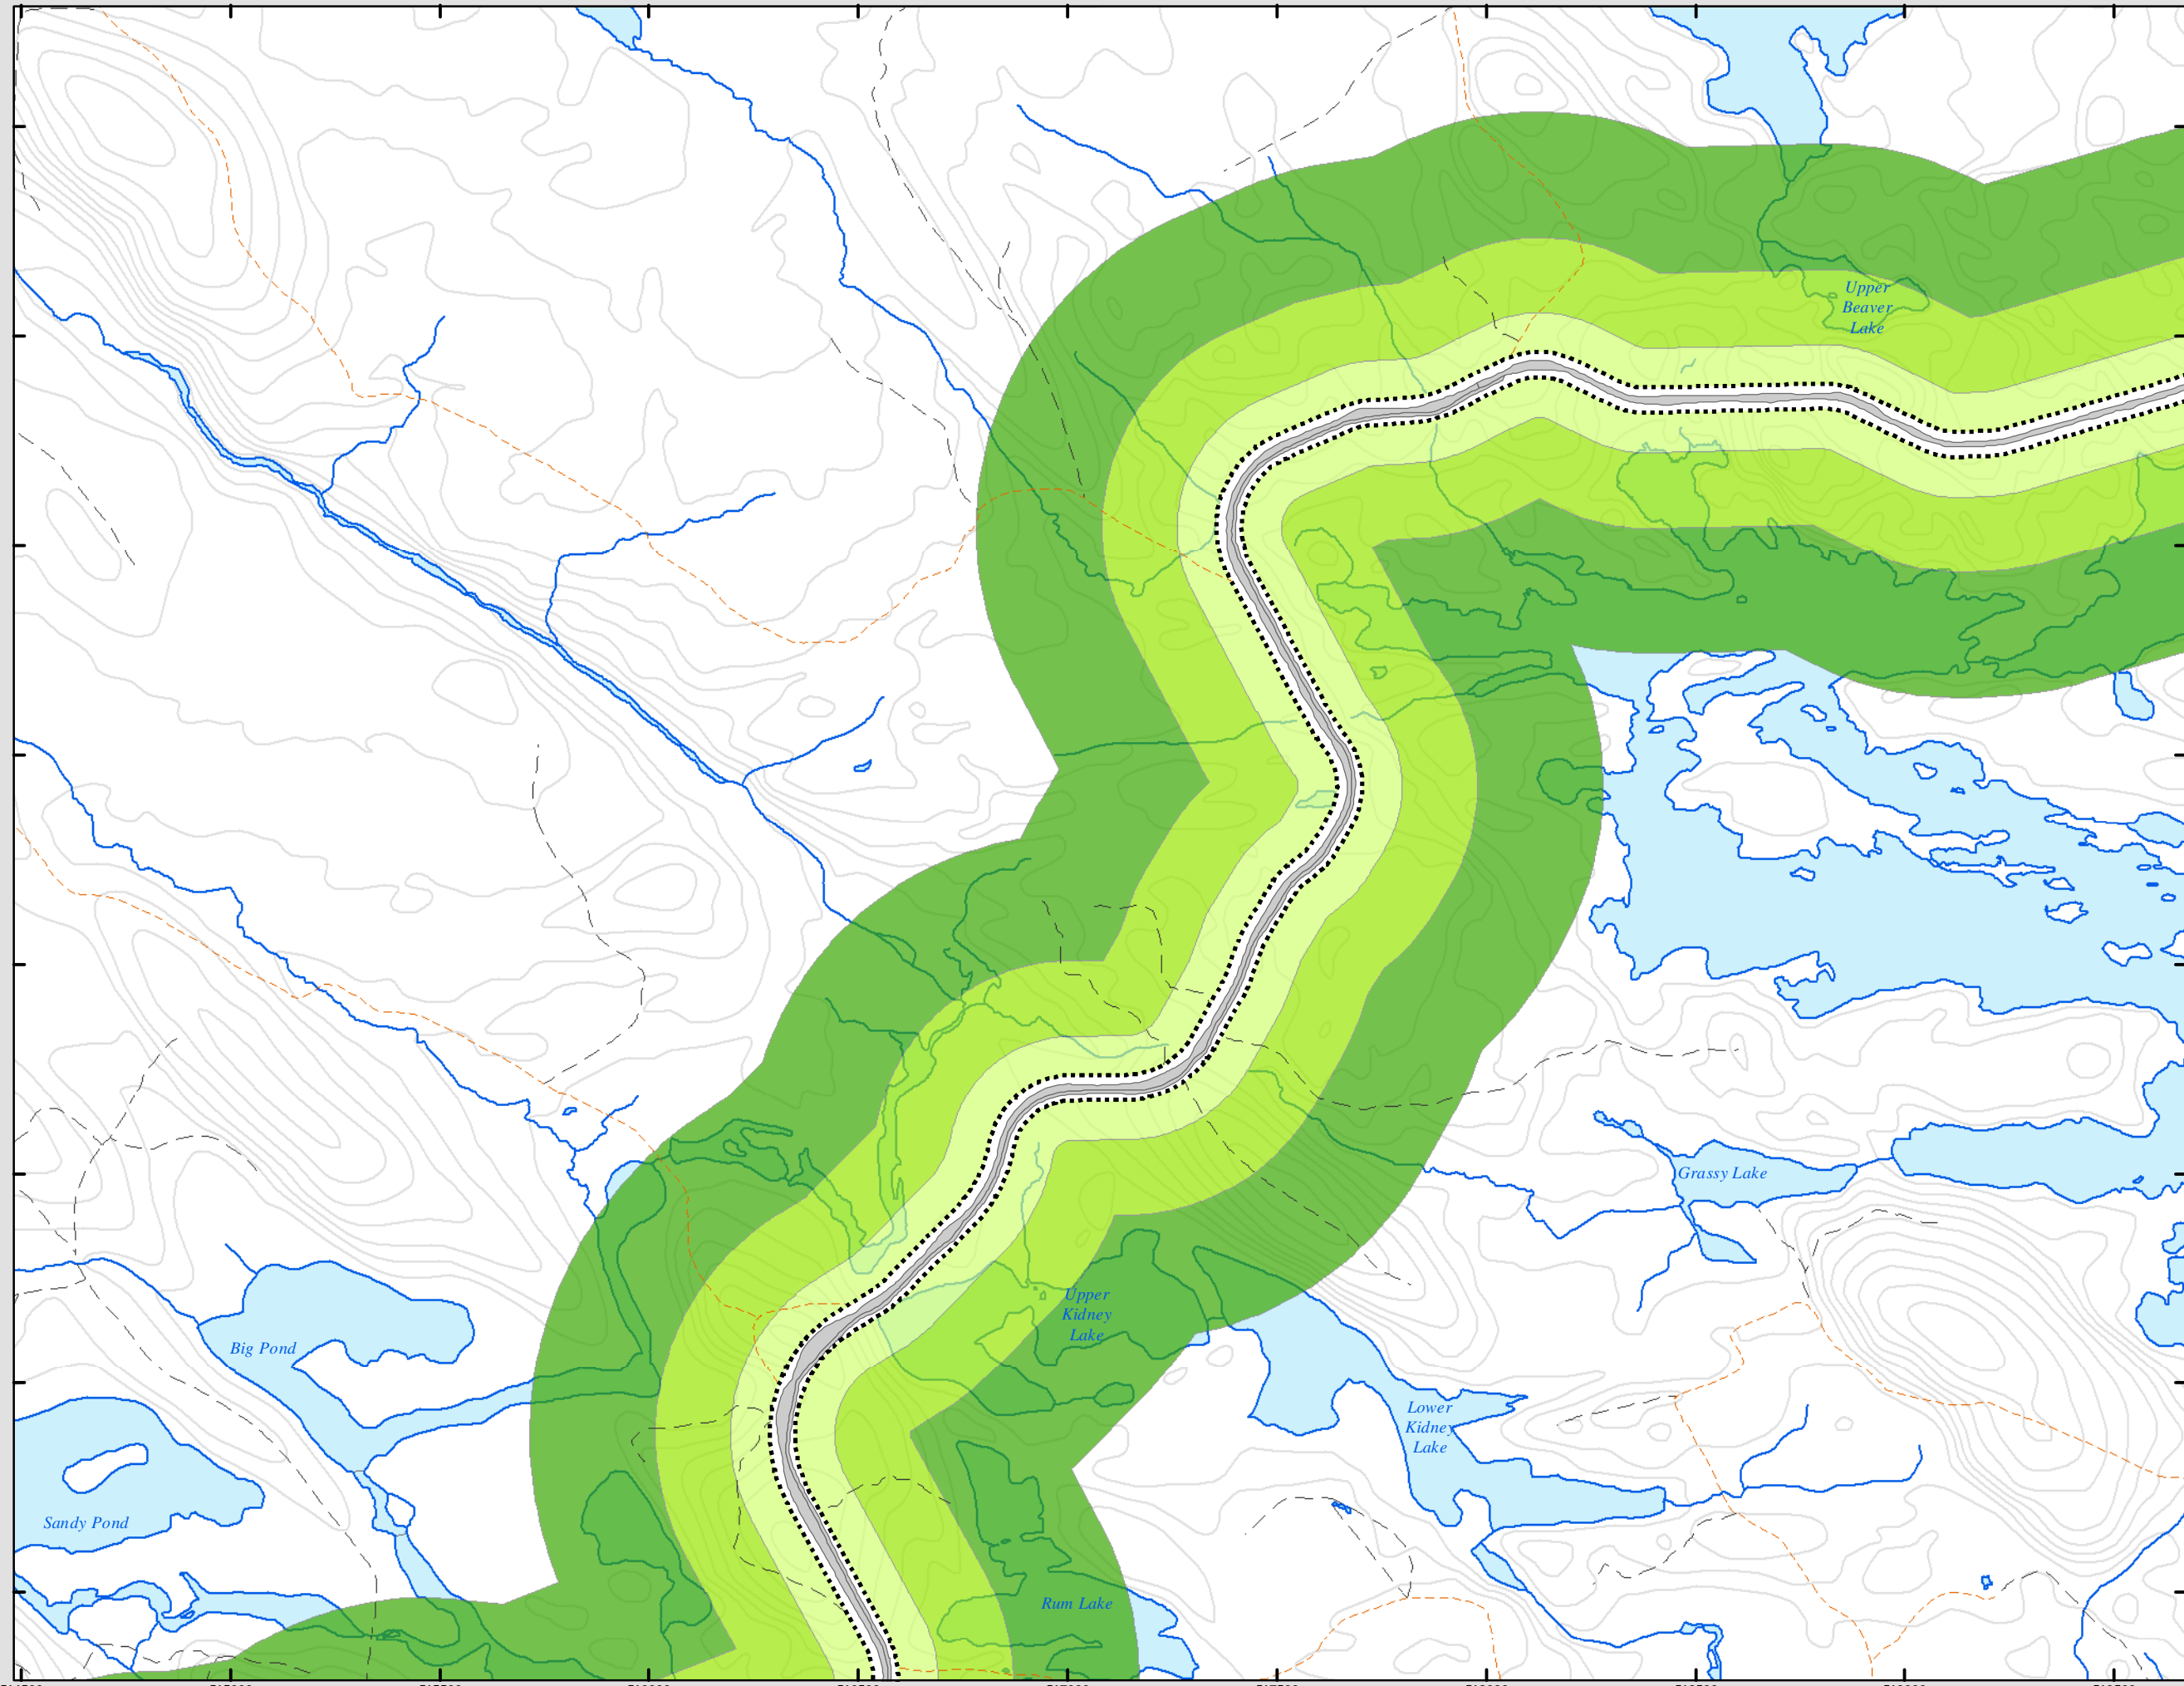 Upper
Beaver
Lake
Grassy Lake
Upper
Kidney
Lake
Big Pond
Lower
Kidney
Lake
Sandy Pond
Rum Lake